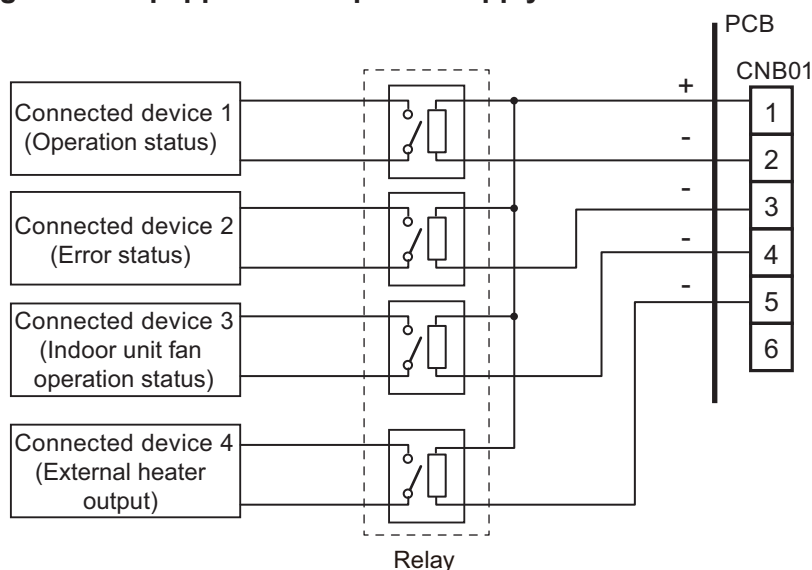 PCB
CNB01
Connected device 1
(Operation status)
+
1
-
2
Connected device 2
(Error status)
-
3
-
4
Connected device 3
(Indoor unit fan
operation status)
-
5
6
Connected device 4
(External heater
output)
Relay